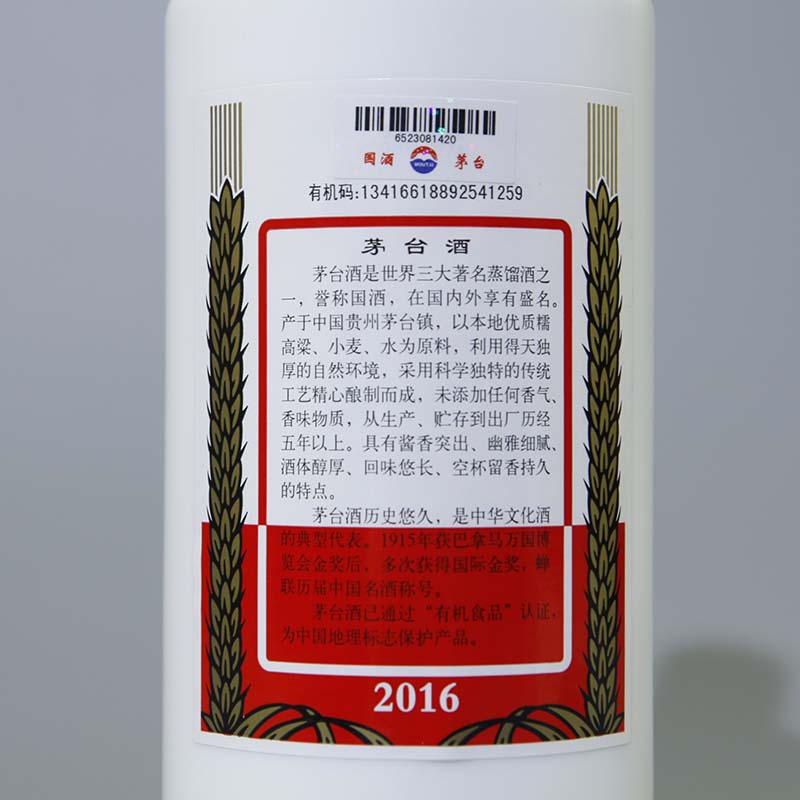 6523081420
国酒 MOUTAI 茅台
有机码:13416618892541259
茅台酒
茅台酒是世界三大著名蒸馏酒之
一，誉称国酒，在国内外享有盛名。
产于中国贵州茅台镇，以本地优质糯
高粱、小麦、水为原料，利用得天独
厚的自然环境，采用科学独特的传统
工艺精心酿制而成，未添加任何香气、
香味物质，从生产、贮存到出厂历经
五年以上。具有酱香突出、幽雅细腻、
酒体醇厚、回味悠长、空杯留香持久
的特点。
茅台酒历史悠久，是中华文化酒
的典型代表。1915年获巴拿马万国博
览会金奖后，多次获得国际金奖，蝉
联历届中国名酒称号。
茅台酒已通过“有机食品”认证，
为中国地理标志保护产品。
2016